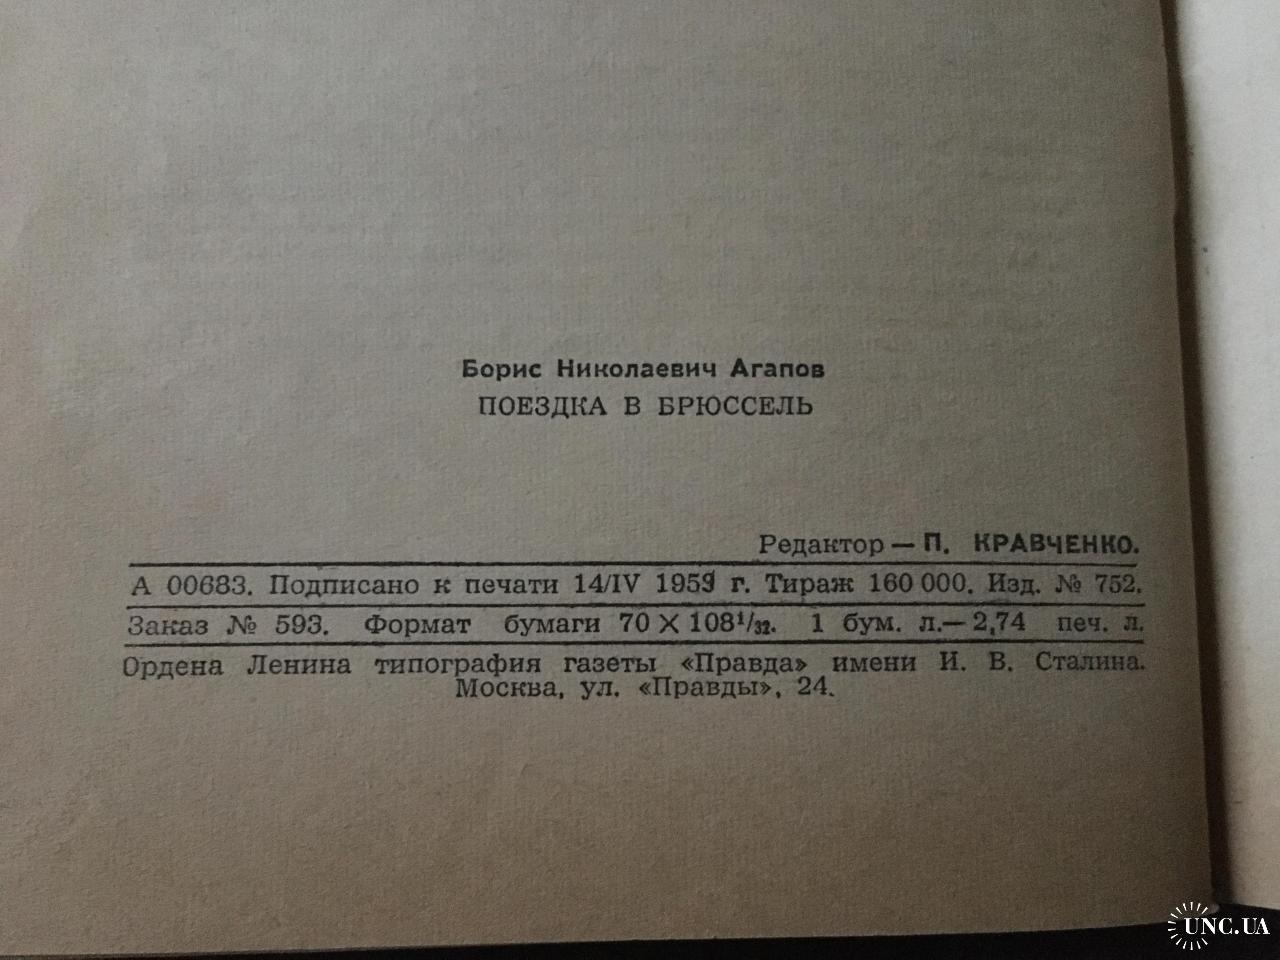 Борис Николаевич Агапов
ПОЕЗДКА В БРЮССЕЛЬ
Редактор — П. КРАВЧЕНКО.
А 00683. Подписано к печати 14/IV 1959 г. Тираж 160 000. Изд. № 752.
Заказ № 593. Формат бумаги 70 × 108¹/₃₂. 1 бум. л.— 2,74 печ. л.
Ордена Ленина типография газеты «Правда» имени И. В. Сталина.
Москва, ул. «Правды», 24.
UNC.UA